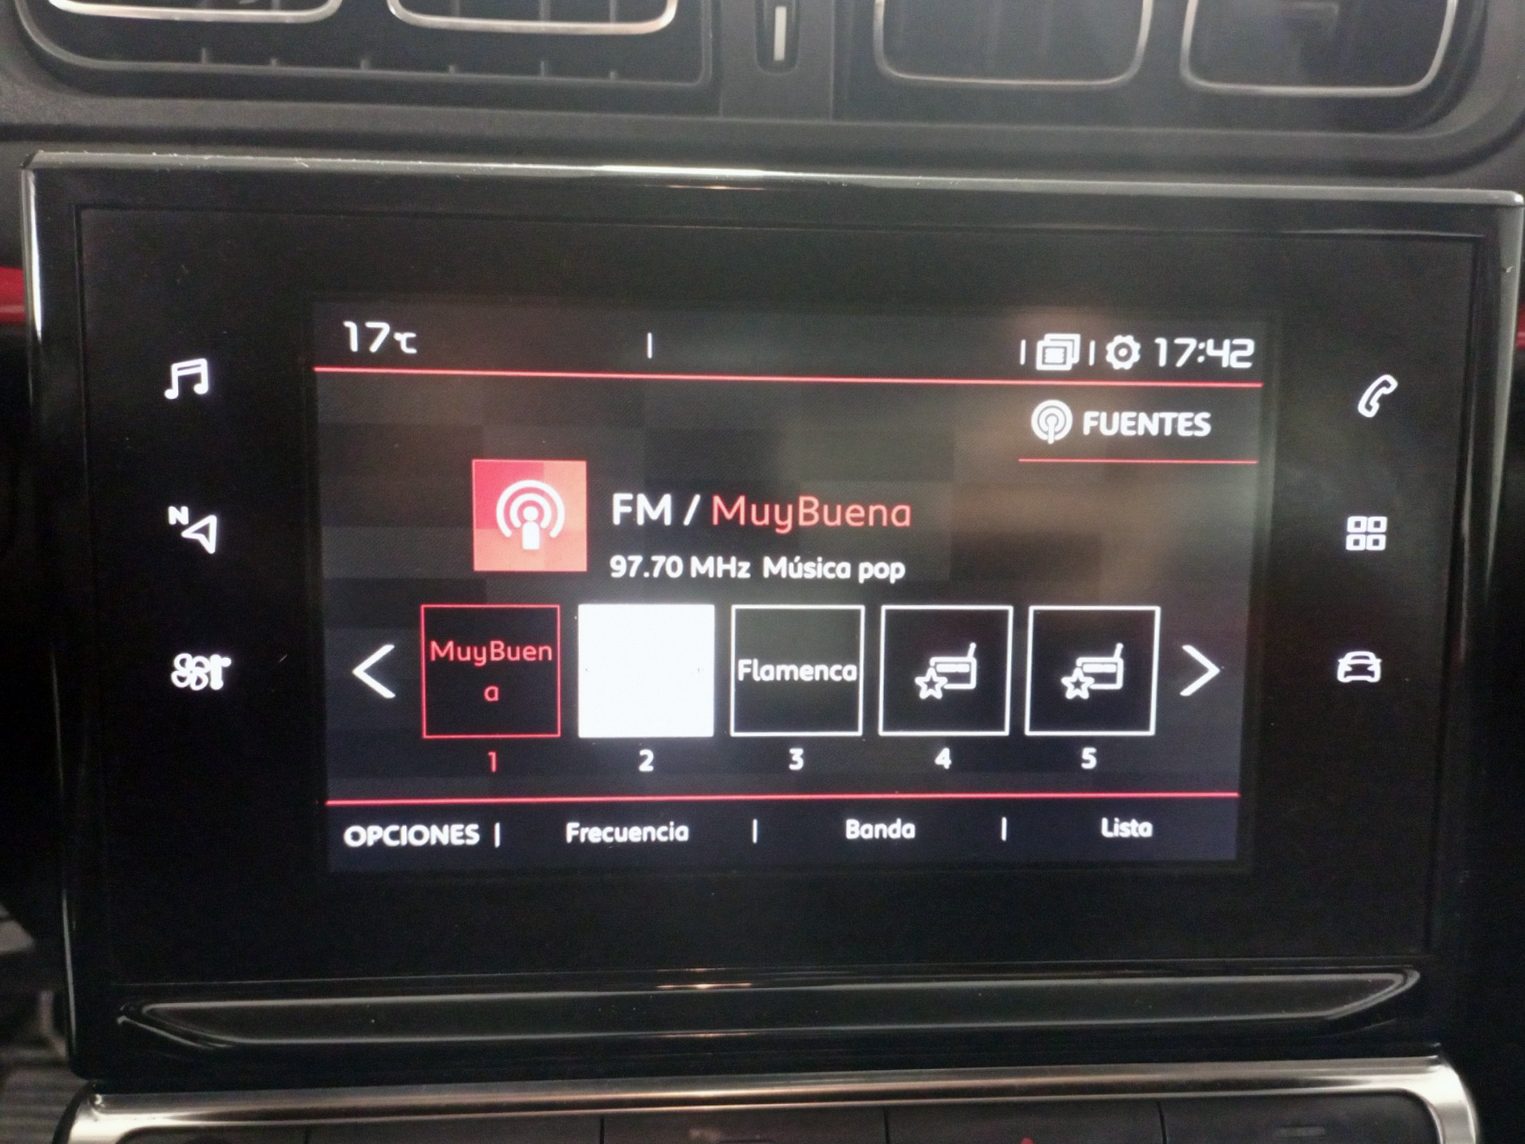 17°C
17:42
FUENTES
FM / MuyBuena
97.70 MHz Música pop
MuyBuen
a
Flamenca
1 2 3 4 5
OPCIONES | Frecuencia | Banda | Lista
N